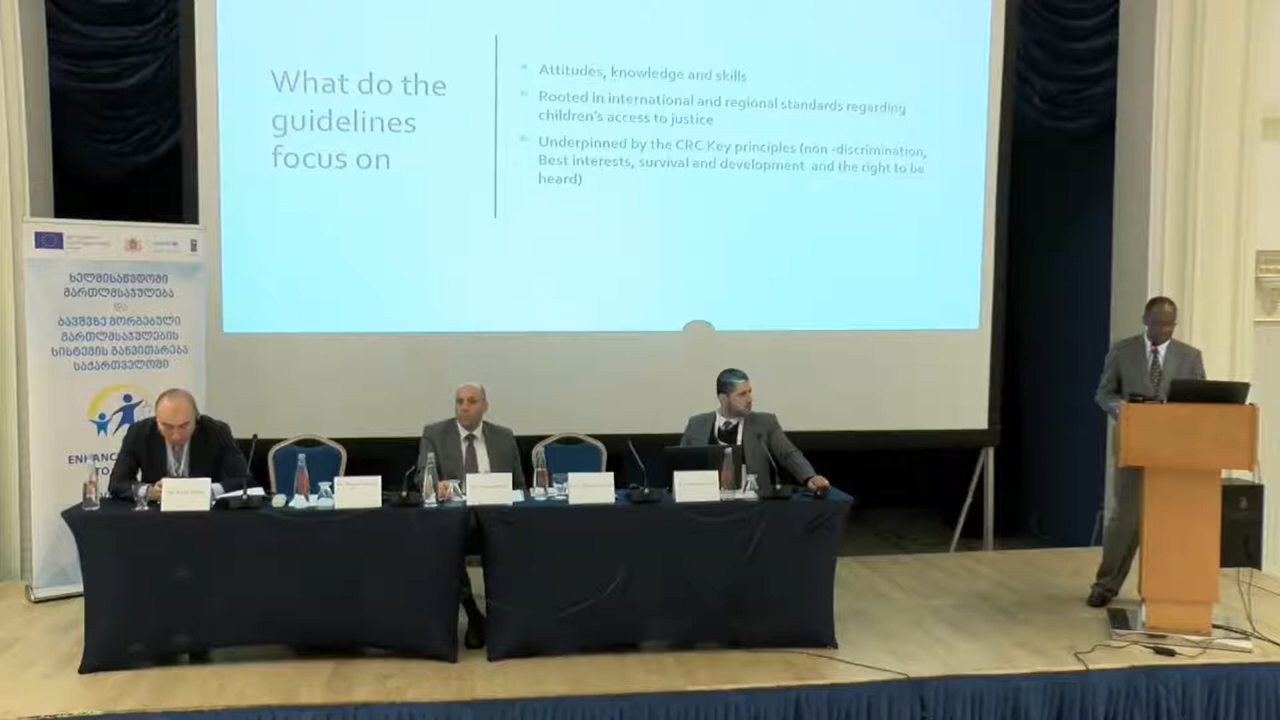 What do the
guidelines
focus on
Attitudes, knowledge and skills
Rooted in international and regional standards regarding
children's access to justice
Underpinned by the CRC Key principles (non -discrimination,
Best interests, survival and development and the right to be
heard)
ხელმისაწვდომი
მართლმსაჯულება
და
ბავშვზე მორგებული
მართლმსაჯულების
სისტემის განვითარება
საქართველოში